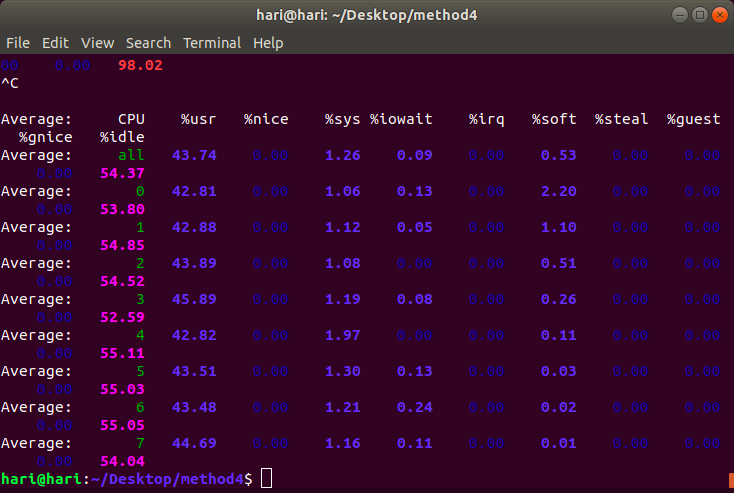 hari@hari: ~/Desktop/method4
File Edit View Search Terminal Help
00 0.00 98.02
^C
Average: CPU %usr %nice %sys %iowait %irq %soft %steal %guest
%gnice %idle
Average: all 43.74 0.00 1.26 0.09 0.00 0.53 0.00 0.00
0.00 54.37
Average: 0 42.81 0.00 1.06 0.13 0.00 2.20 0.00 0.00
0.00 53.80
Average: 1 42.88 0.00 1.12 0.05 0.00 1.10 0.00 0.00
0.00 54.85
Average: 2 43.89 0.00 1.08 0.00 0.00 0.51 0.00 0.00
0.00 54.52
Average: 3 45.89 0.00 1.19 0.08 0.00 0.26 0.00 0.00
0.00 52.59
Average: 4 42.82 0.00 1.97 0.00 0.00 0.11 0.00 0.00
0.00 55.11
Average: 5 43.51 0.00 1.30 0.13 0.00 0.03 0.00 0.00
0.00 55.03
Average: 6 43.48 0.00 1.21 0.24 0.00 0.02 0.00 0.00
0.00 55.05
Average: 7 44.69 0.00 1.16 0.11 0.00 0.01 0.00 0.00
0.00 54.04
hari@hari:~/Desktop/method4$